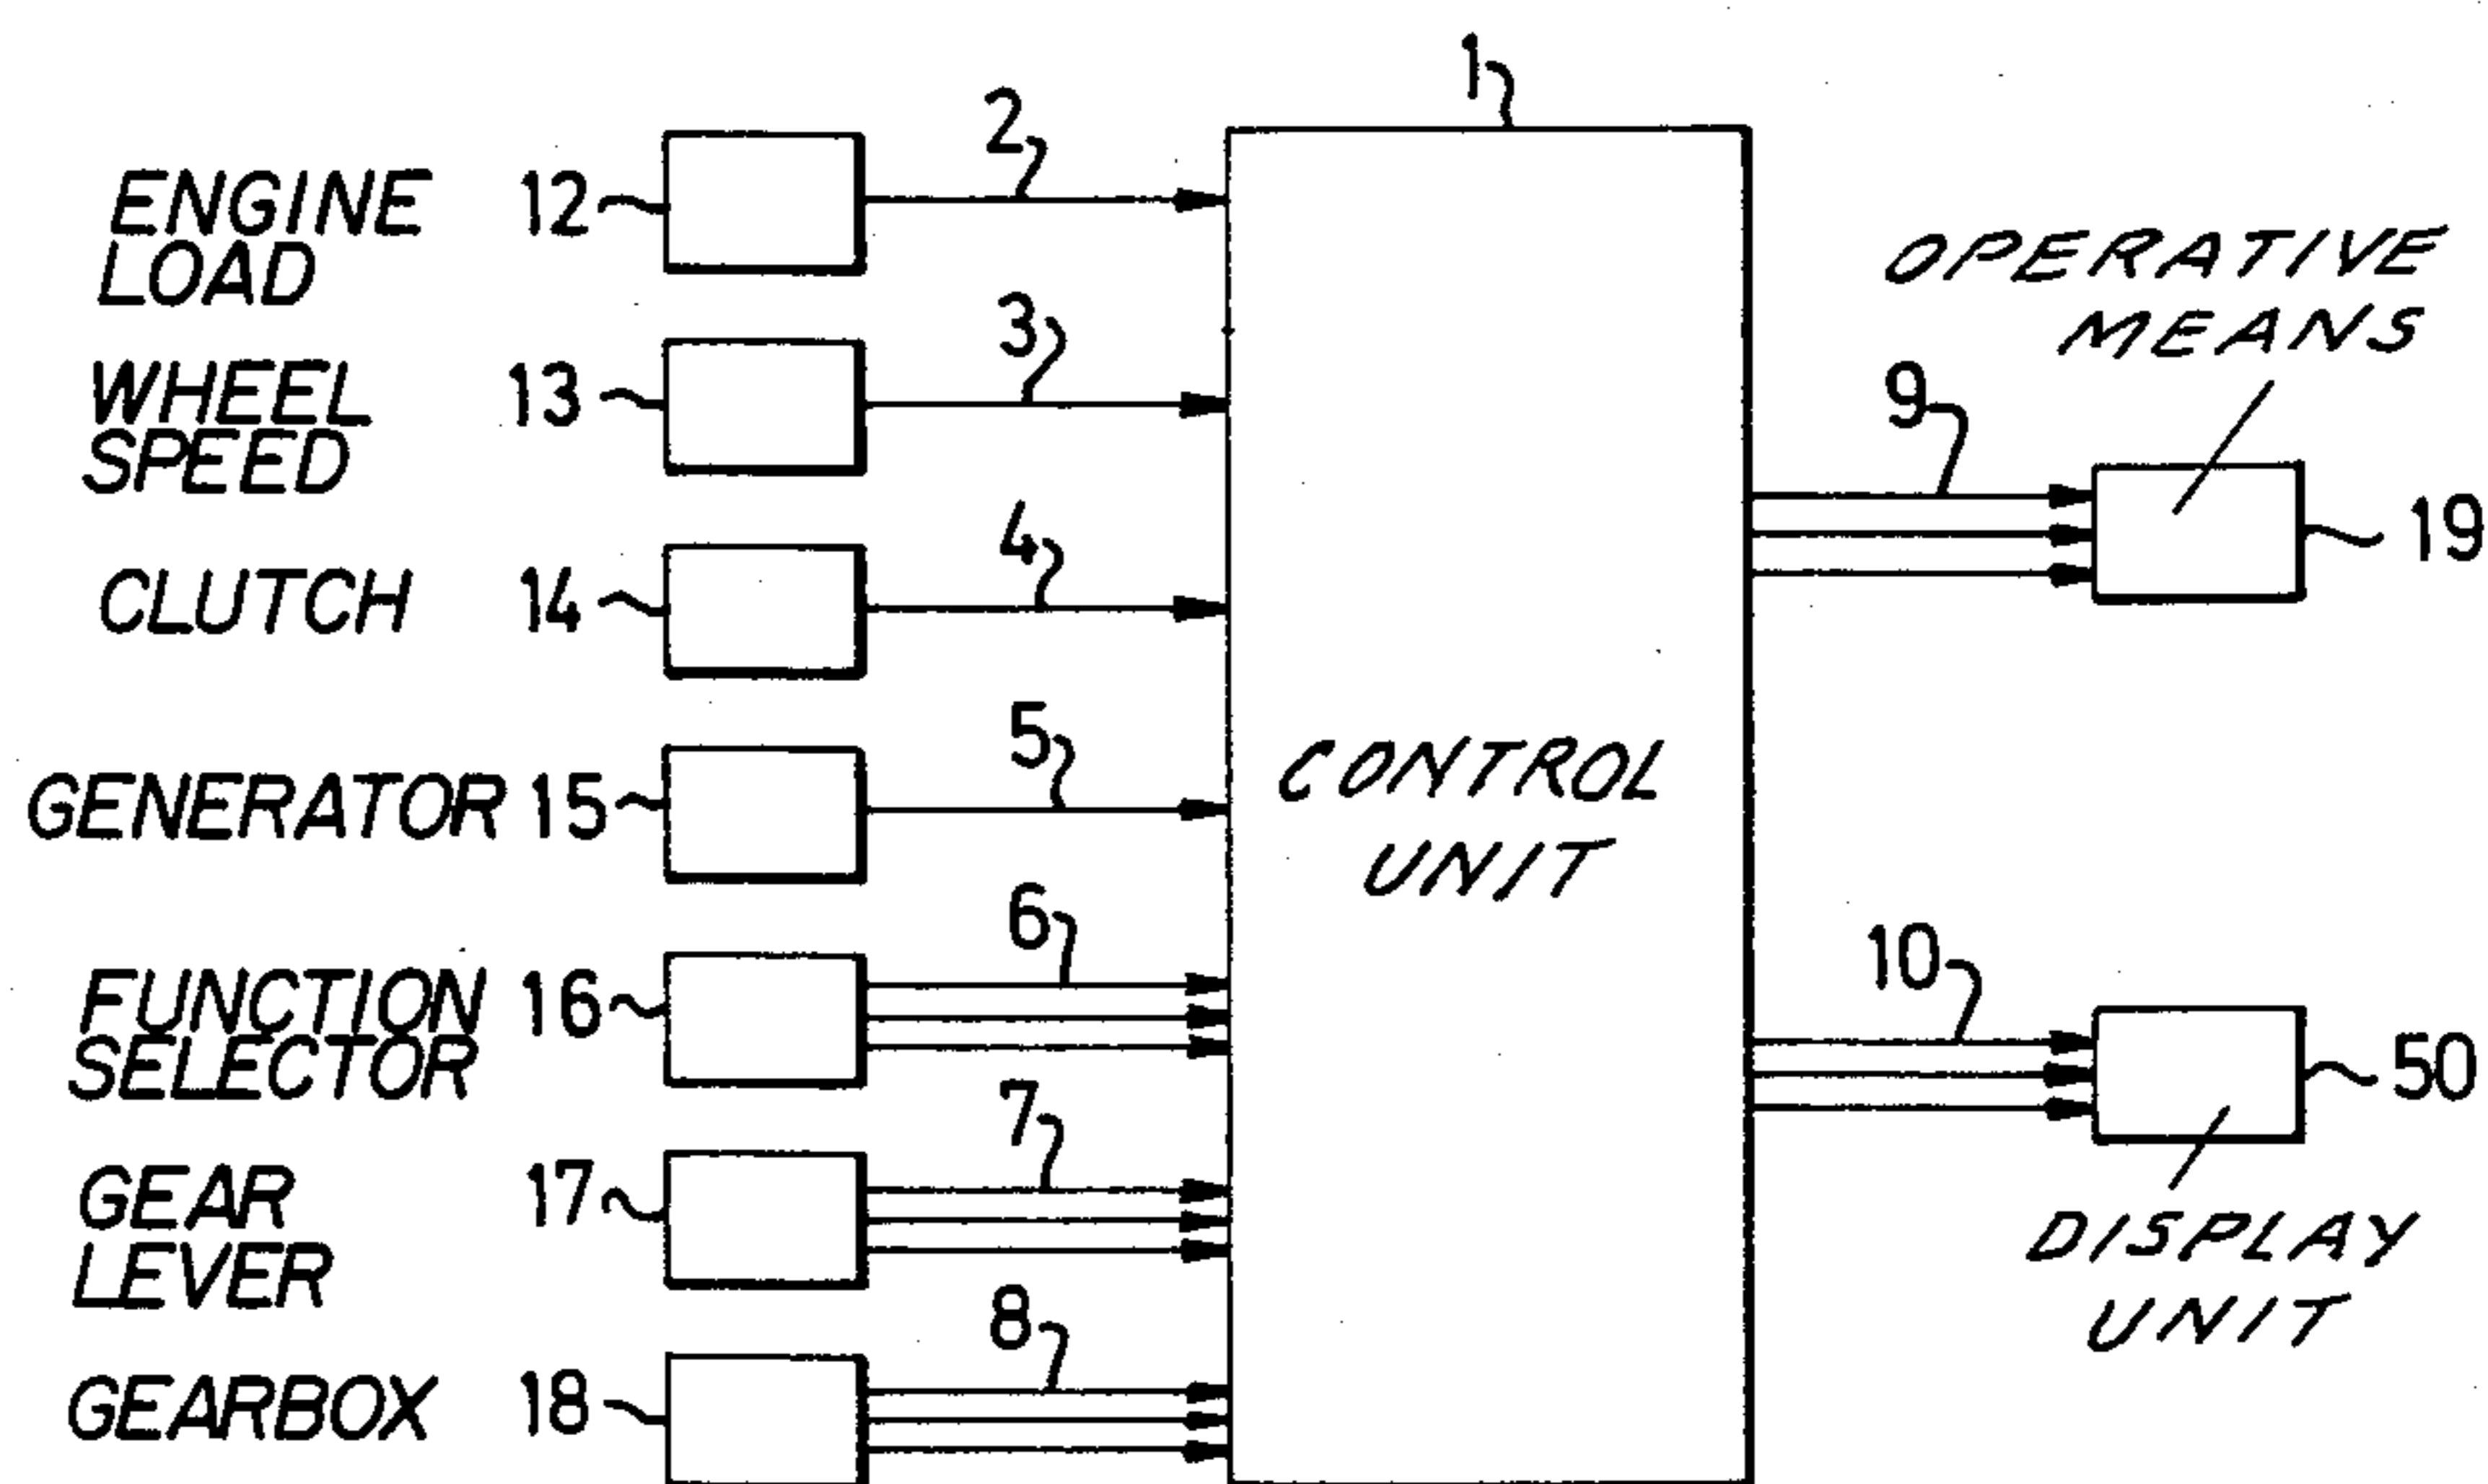 1
2
ENGINE
LOAD
12
3
WHEEL
SPEED
13
4
CLUTCH
14
5
GENERATOR
15
6
FUNCTION
SELECTOR
16
7
GEAR
LEVER
17
8
GEARBOX
18
CONTROL
UNIT
OPERATIVE
MEANS
9
19
10
50
DISPLAY
UNIT